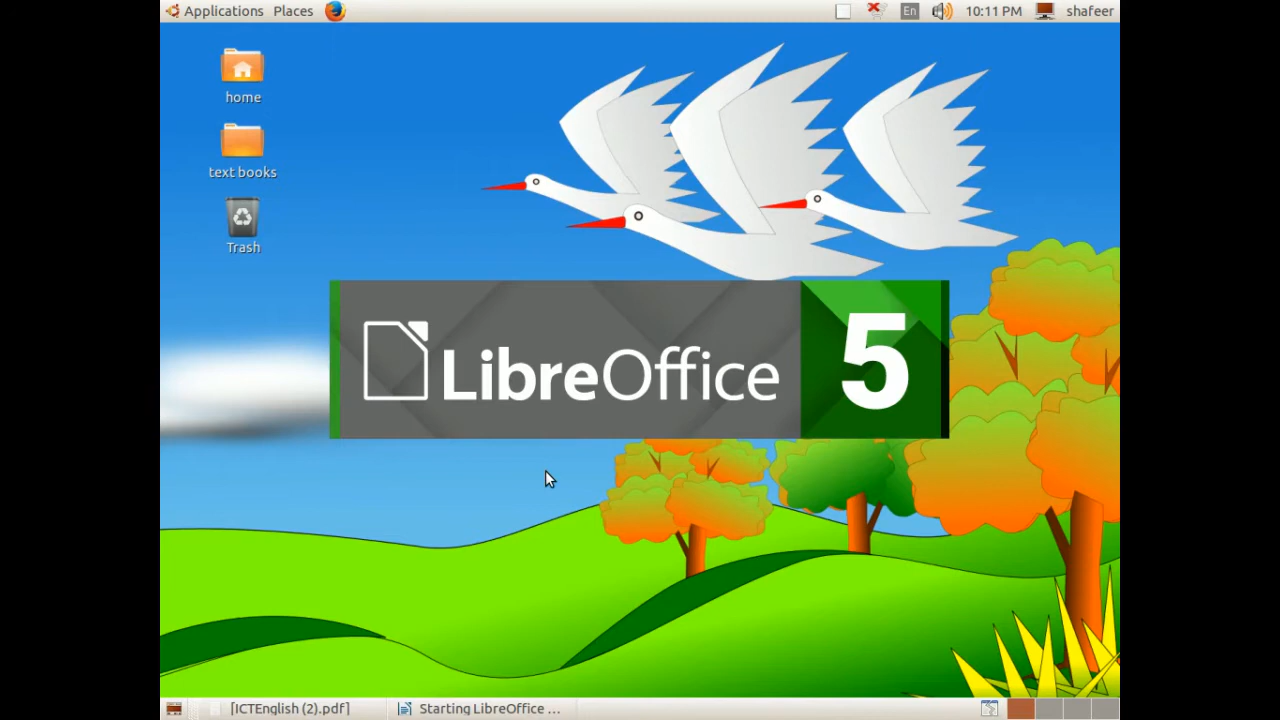 Applications Places
En
10:11 PM
shafeer
home
text books
Trash
LibreOffice 5
[ICTEnglish (2).pdf]
Starting LibreOffice ...